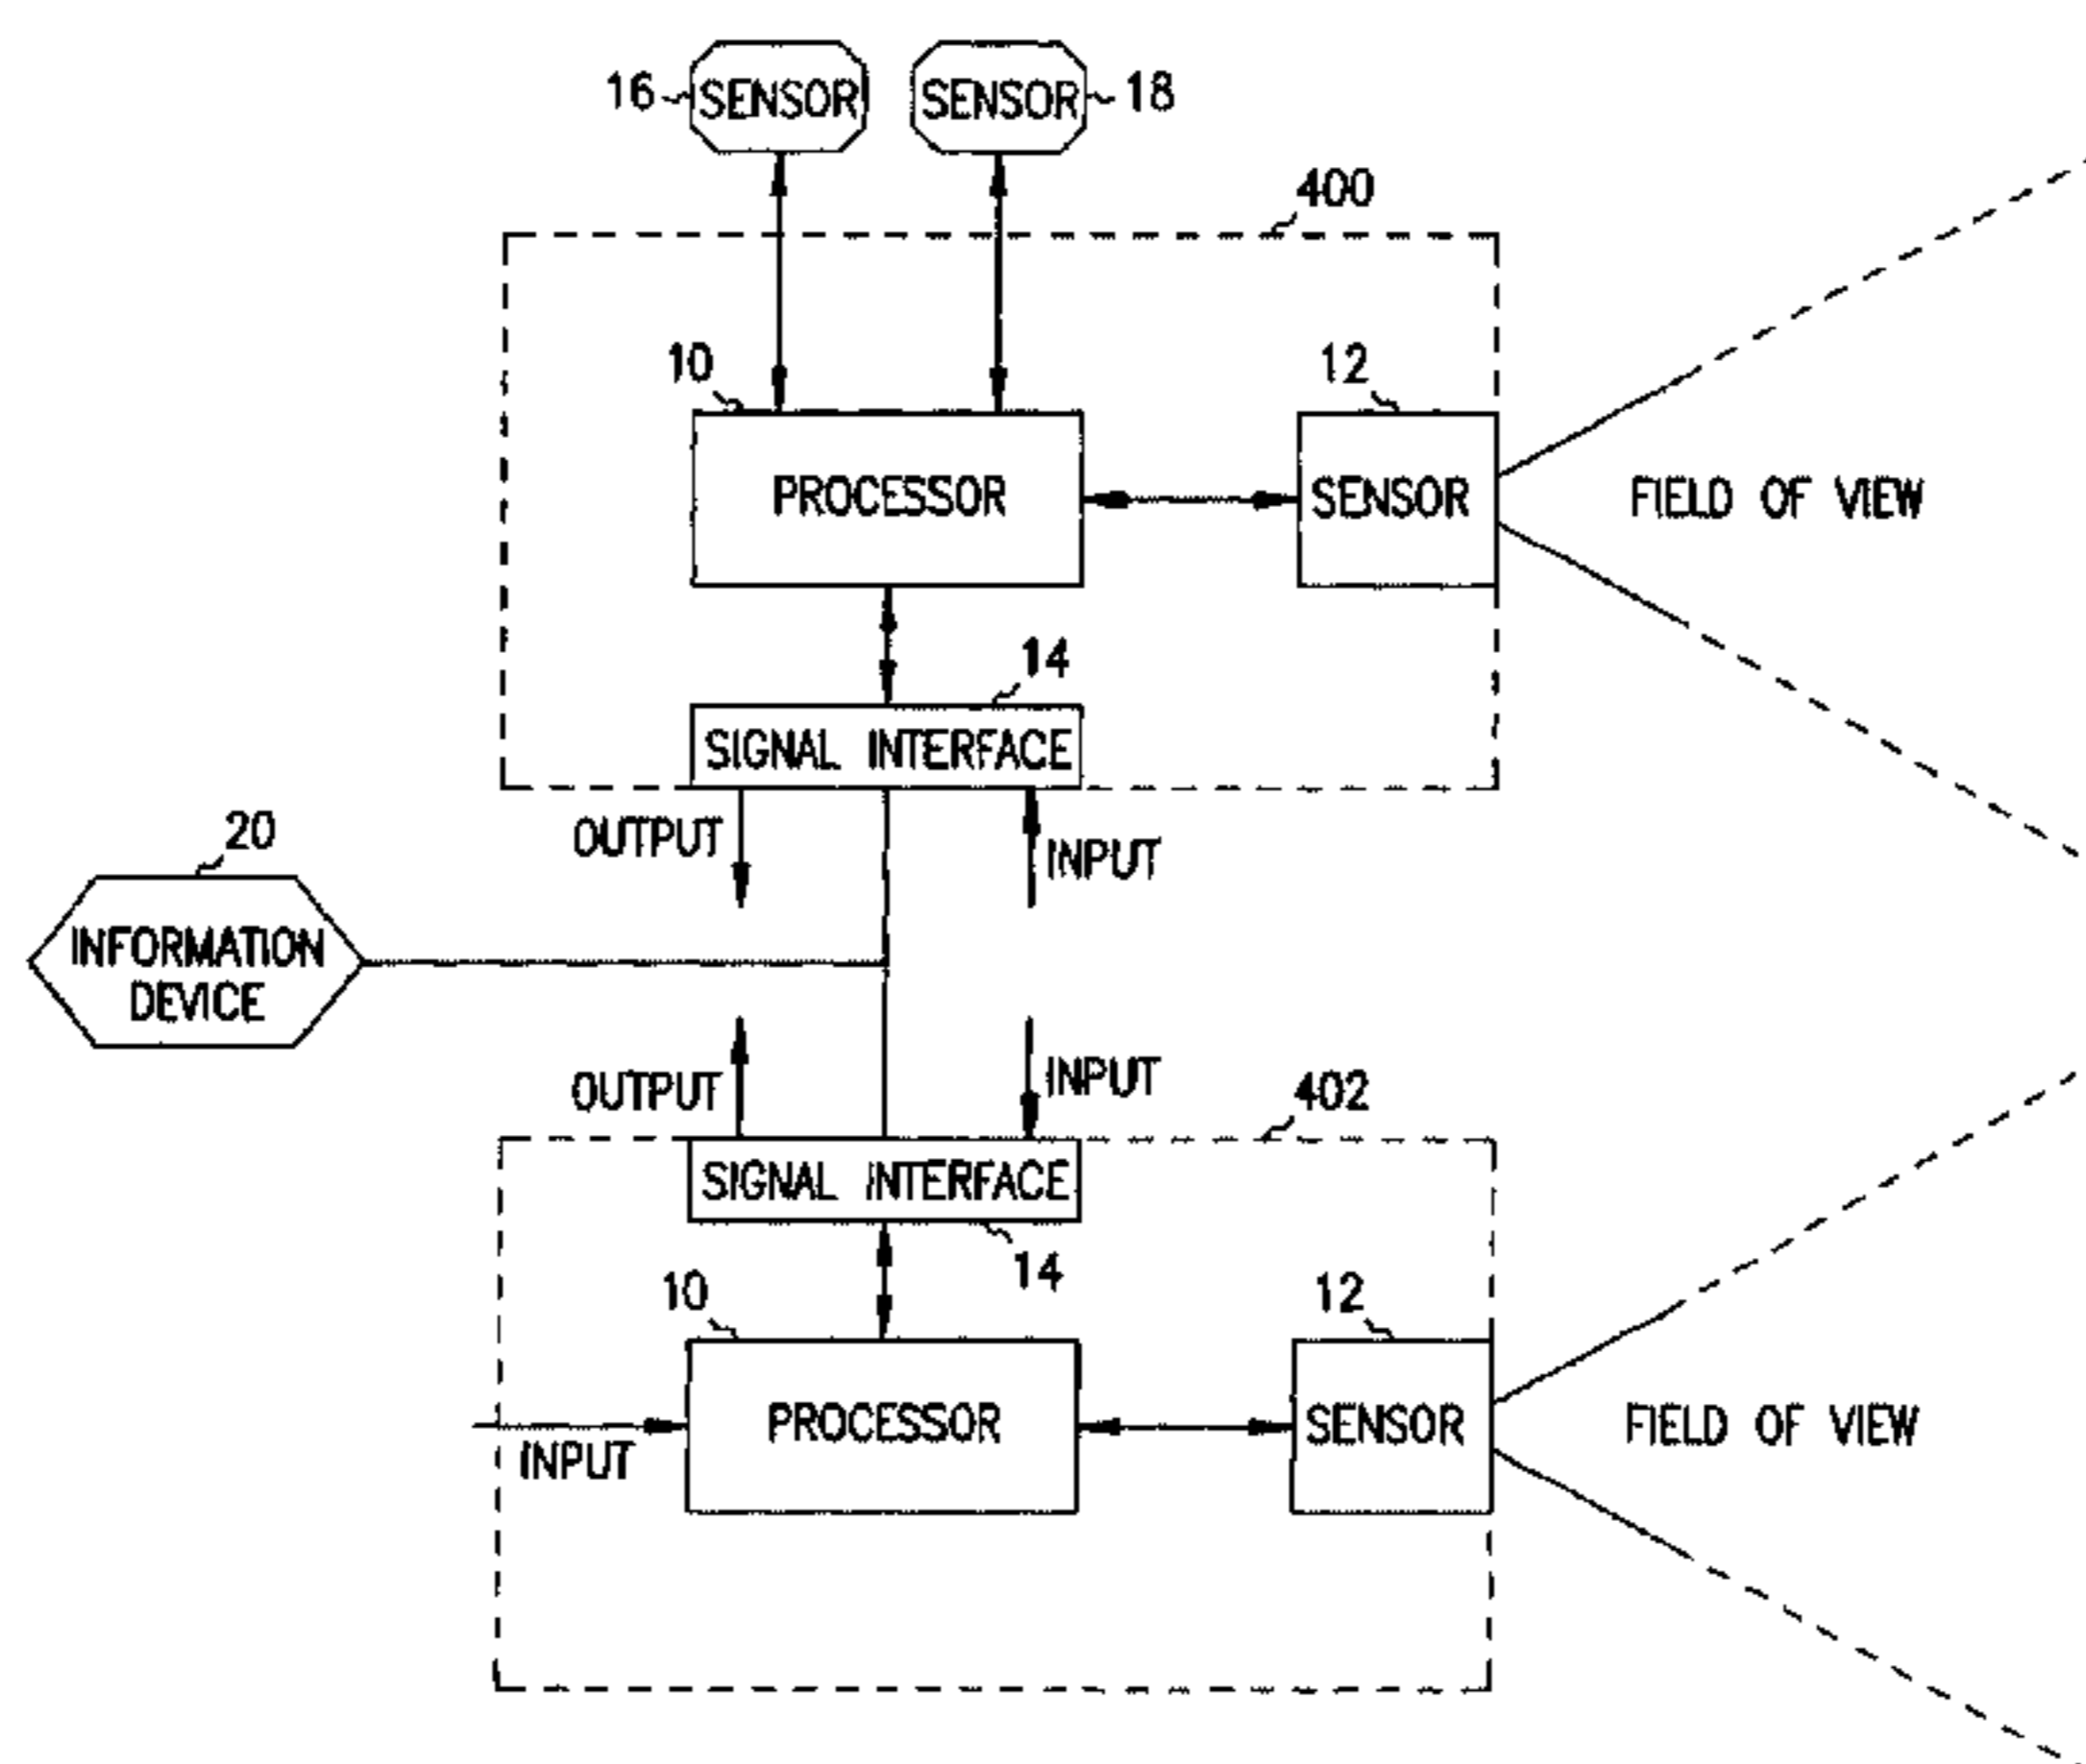 16 SENSOR SENSOR 18
400
10 12
PROCESSOR SENSOR FIELD OF VIEW
14
SIGNAL INTERFACE
OUTPUT INPUT
20
INFORMATION
DEVICE
OUTPUT INPUT
402
SIGNAL INTERFACE
14
10 12
PROCESSOR SENSOR FIELD OF VIEW
INPUT